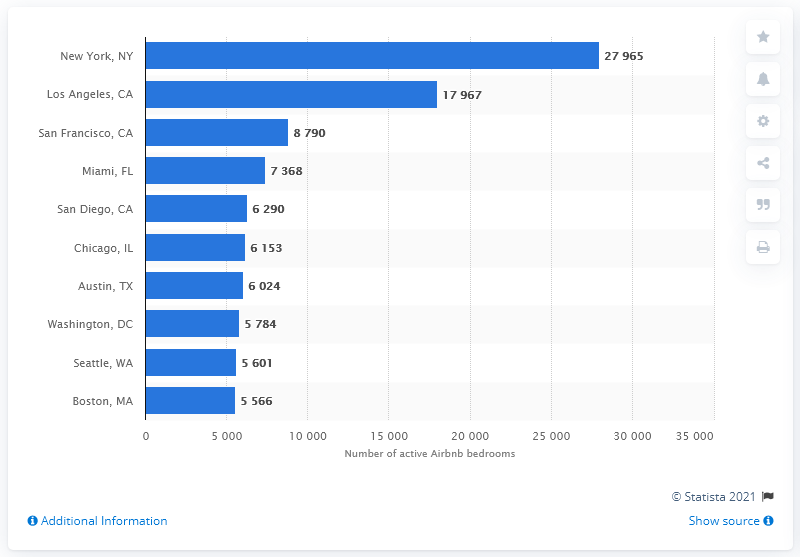 New York, NY 27 965
Los Angeles, CA 17 967
San Francisco, CA 8 790
Miami, FL 7 368
San Diego, CA 6 290
Chicago, IL 6 153
Austin, TX 6 024
Washington, DC 5 784
Seattle, WA 5 601
Boston, MA 5 566
0 5 000 10 000 15 000 20 000 25 000 30 000 35 000
Number of active Airbnb bedrooms
© Statista 2021
Additional Information Show source